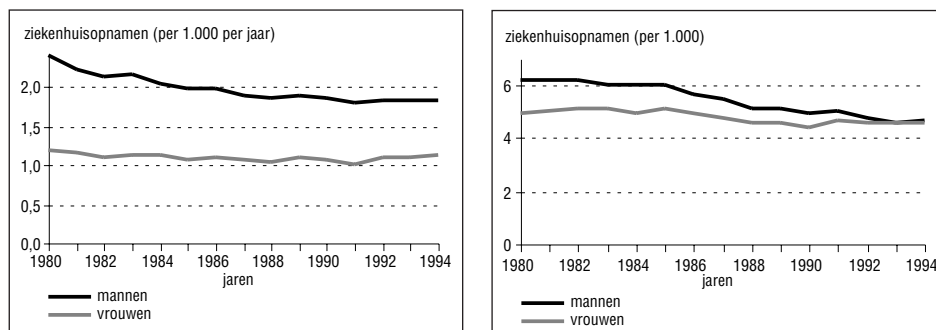 ziekenhuisopnamen (per 1.000 per jaar)
2,0
1,5
1,0
0,5
0,0
1980 1982 1984 1986 1988 1990 1992 1994
jaren
mannen
vrouwen
ziekenhuisopnamen (per 1.000)
6
4
2
0
1980 1982 1984 1986 1988 1990 1992 1994
jaren
mannen
vrouwen